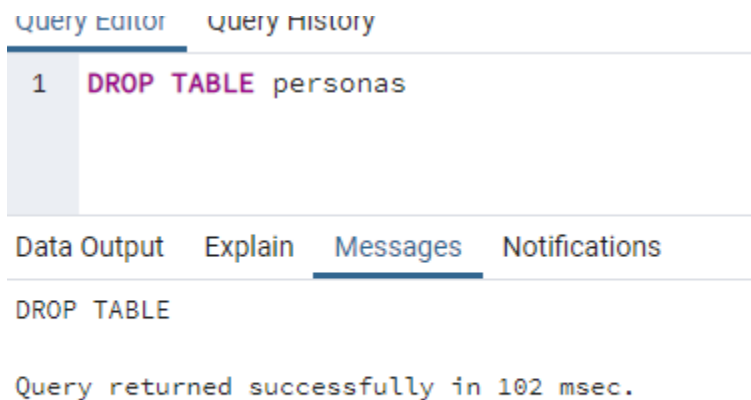 Query Editor Query History
1 DROP TABLE personas
Data Output Explain Messages Notifications
DROP TABLE
Query returned successfully in 102 msec.